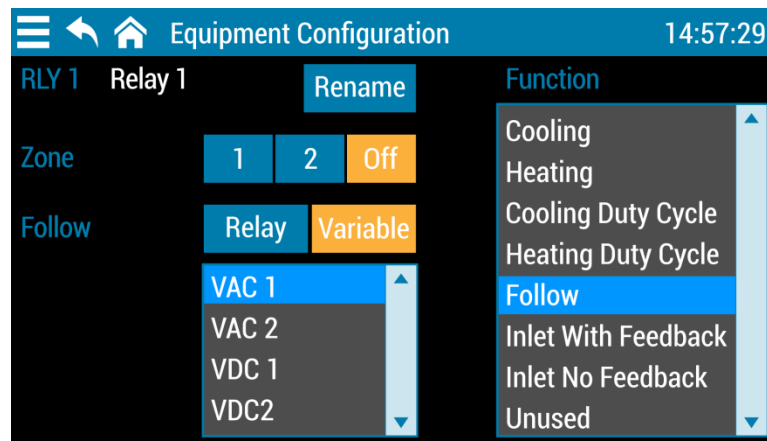 Equipment Configuration 14:57:29
RLY 1 Relay 1 Rename
Zone 1 2 Off
Follow Relay Variable
VAC 1
VAC 2
VDC 1
VDC2
Function
Cooling
Heating
Cooling Duty Cycle
Heating Duty Cycle
Follow
Inlet With Feedback
Inlet No Feedback
Unused